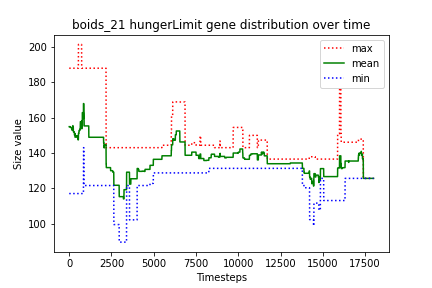 boids_21 hungerLimit gene distribution over time
max
mean
min
Size value
200
180
160
140
120
100
0
2500
5000
7500
10000
12500
15000
17500
Timesteps